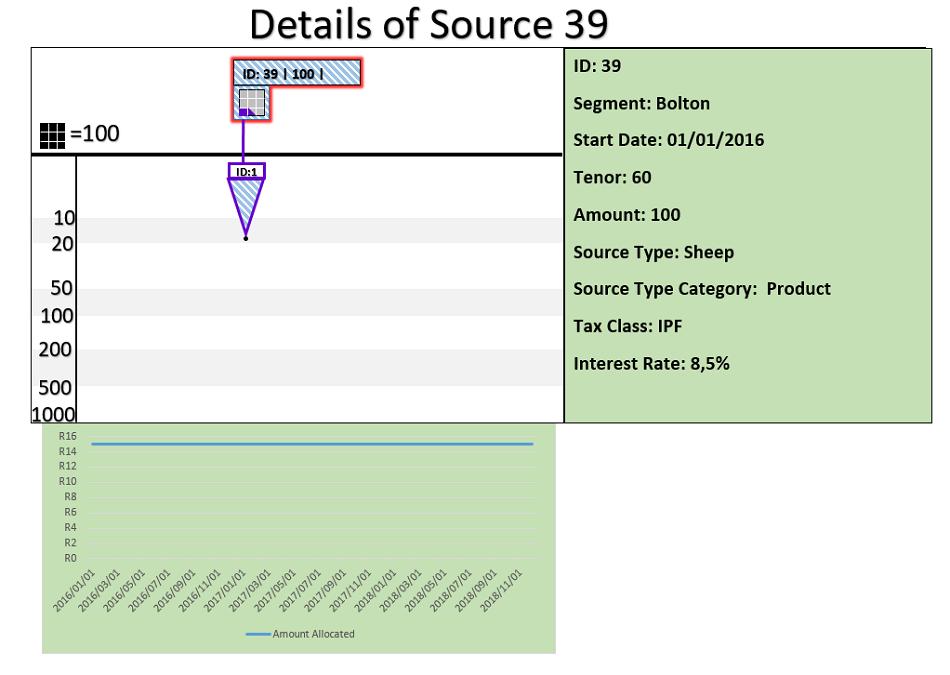 Details of Source 39
ID: 39 | 100 |
=100
ID:1
10
20
50
100
200
500
1000
ID: 39
Segment: Bolton
Start Date: 01/01/2016
Tenor: 60
Amount: 100
Source Type: Sheep
Source Type Category:  Product
Tax Class: IPF
Interest Rate: 8,5%
R16
R14
R12
R10
R8
R6
R4
R2
R0
2016/01/01
2016/03/01
2016/05/01
2016/07/01
2016/09/01
2016/11/01
2017/01/01
2017/03/01
2017/05/01
2017/07/01
2017/09/01
2017/11/01
2018/01/01
2018/03/01
2018/05/01
2018/07/01
2018/09/01
2018/11/01
Amount Allocated